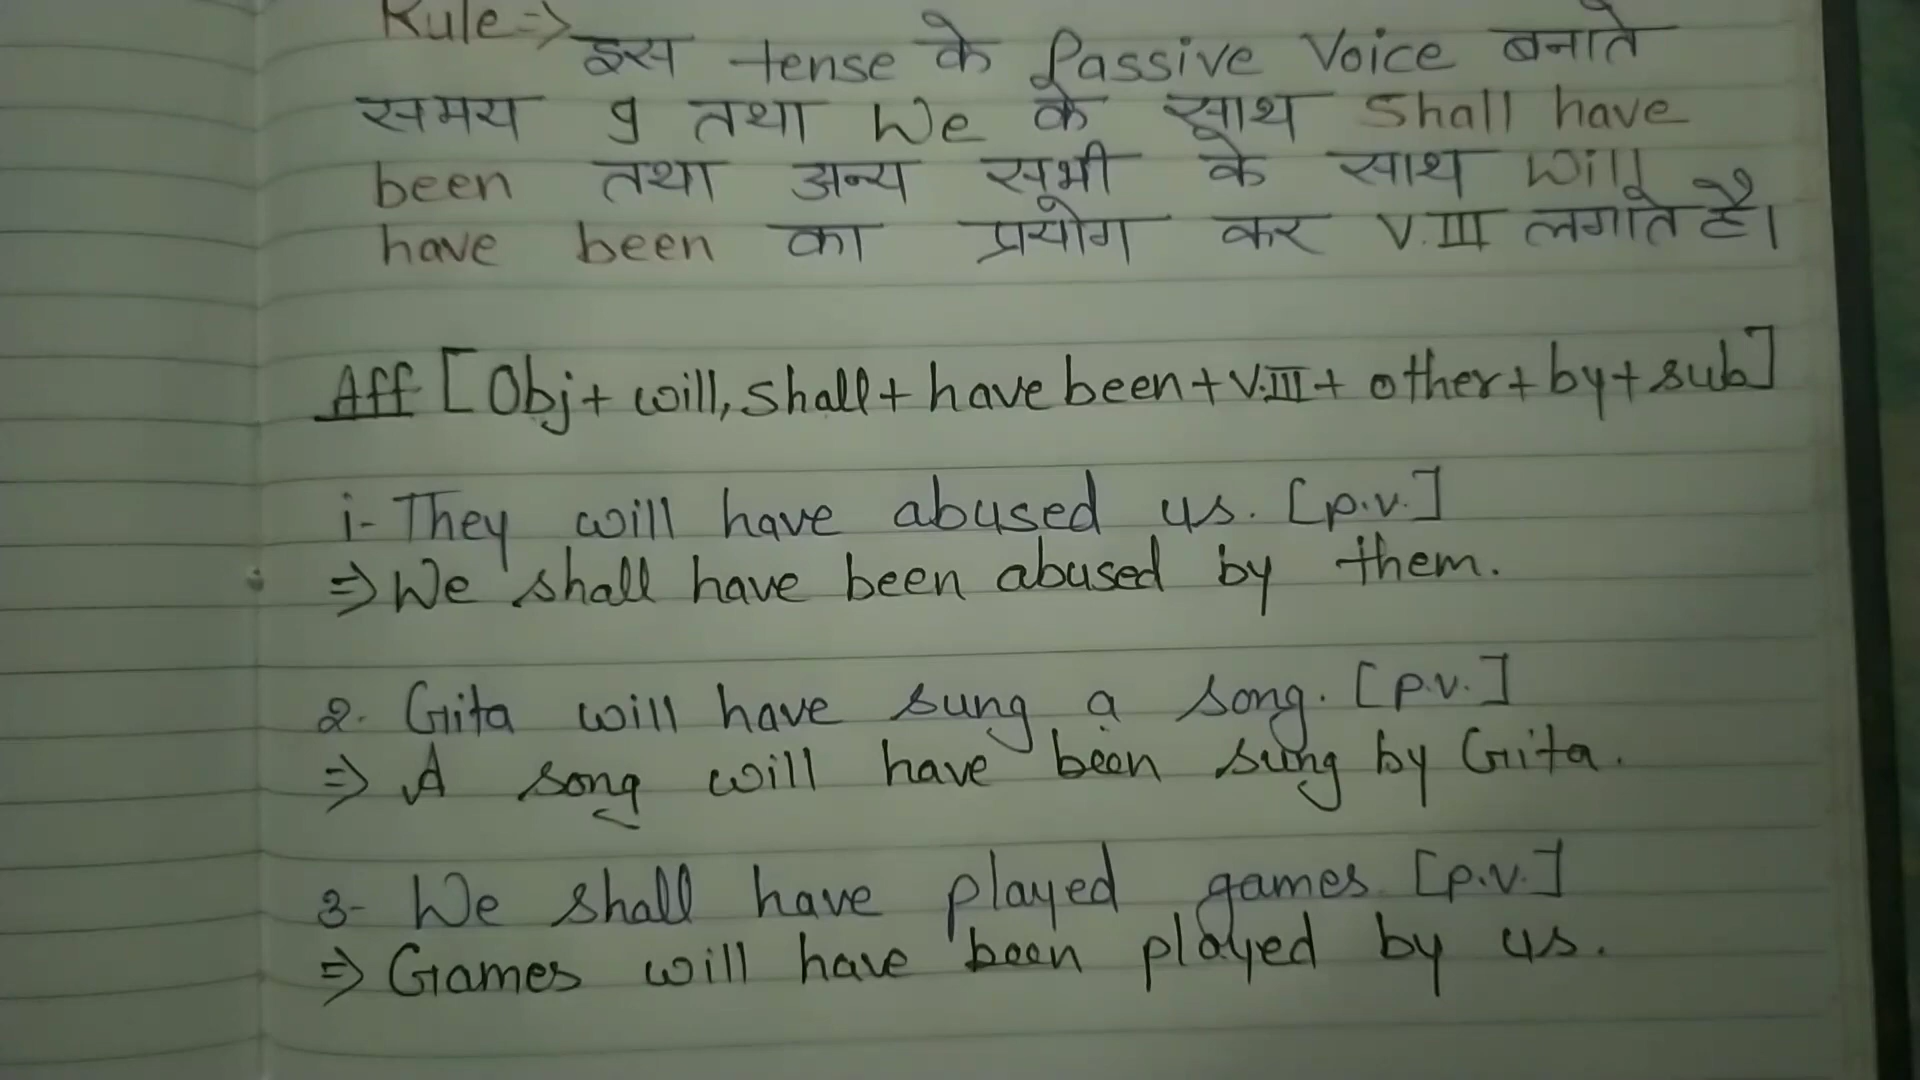 Rule =>
इस tense के Passive Voice बनाते
समय I तथा We के साथ Shall have
been तथा अन्य सभी के साथ will
have been का प्रयोग कर V.III लगाते है।
Aff [Obj + will, shall + have been + V.III + other + by + sub]
i- They will have abused us. [p.v.]
=> We shall have been abused by them.
2. Gita will have sung a song. [p.v.]
=> A song will have been sung by Gita.
3- We shall have played games [p.v.]
=> Games will have been played by us.